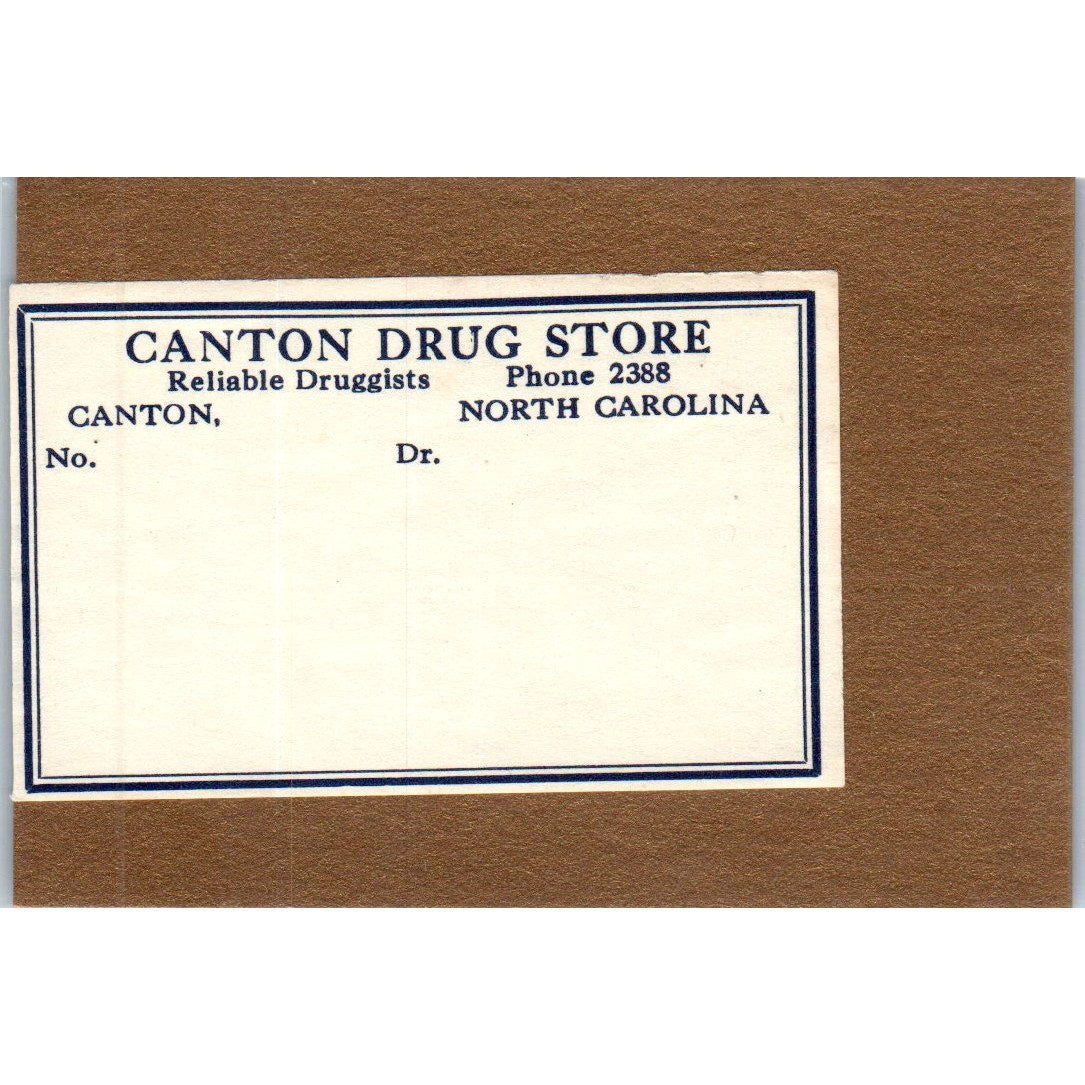 CANTON DRUG STORE
Reliable Druggists Phone 2388
CANTON, NORTH CAROLINA
No. Dr.